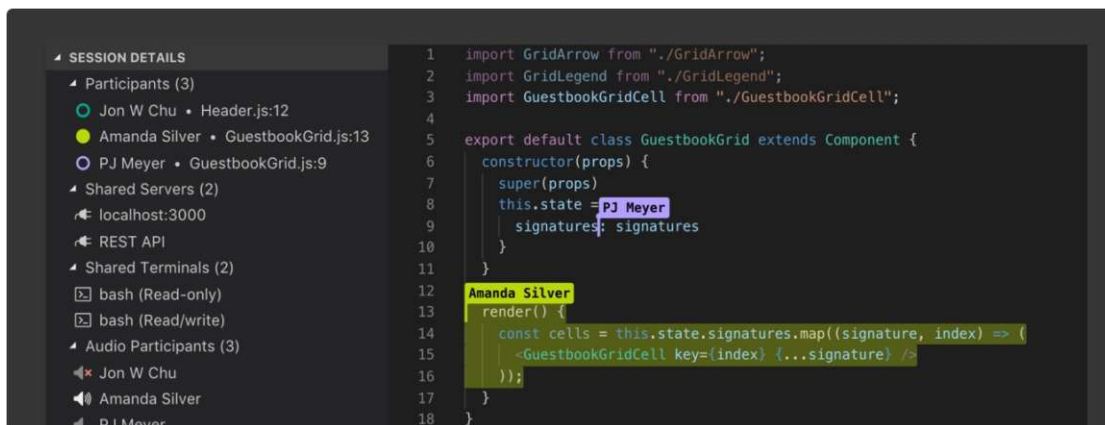 SESSION DETAILS
Participants (3)
Jon W Chu • Header.js:12
Amanda Silver • GuestbookGrid.js:13
PJ Meyer • GuestbookGrid.js:9
Shared Servers (2)
localhost:3000
REST API
Shared Terminals (2)
bash (Read-only)
bash (Read/write)
Audio Participants (3)
Jon W Chu
Amanda Silver
PJ Meyer
1 import GridArrow from "./GridArrow";
2 import GridLegend from "./GridLegend";
3 import GuestbookGridCell from "./GuestbookGridCell";
4
5 export default class GuestbookGrid extends Component {
6 constructor(props) {
7 super(props)
8 this.state = PJ Meyer
9 signatures: signatures
10 }
11 }
12 Amanda Silver
13 render() {
14 const cells = this.state.signatures.map((signature, index) => (
15 <GuestbookGridCell key={index} {...signature} />
16 ));
17 }
18 }